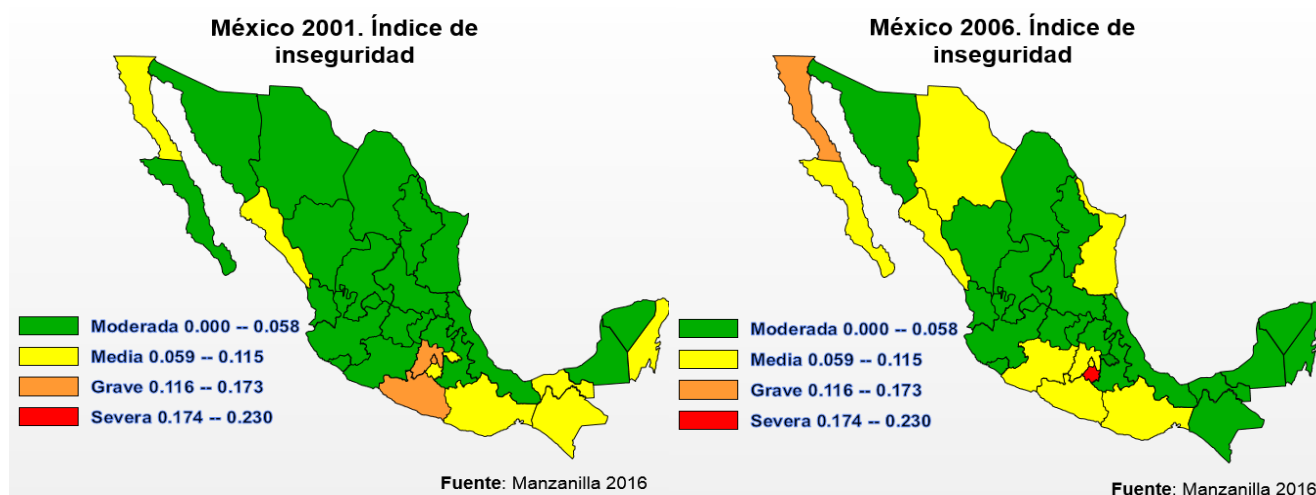 México 2001. Índice de
inseguridad
Moderada 0.000 -- 0.058
Media 0.059 -- 0.115
Grave 0.116 -- 0.173
Severa 0.174 -- 0.230
Fuente: Manzanilla 2016
México 2006. Índice de
inseguridad
Moderada 0.000 -- 0.058
Media 0.059 -- 0.115
Grave 0.116 -- 0.173
Severa 0.174 -- 0.230
Fuente: Manzanilla 2016